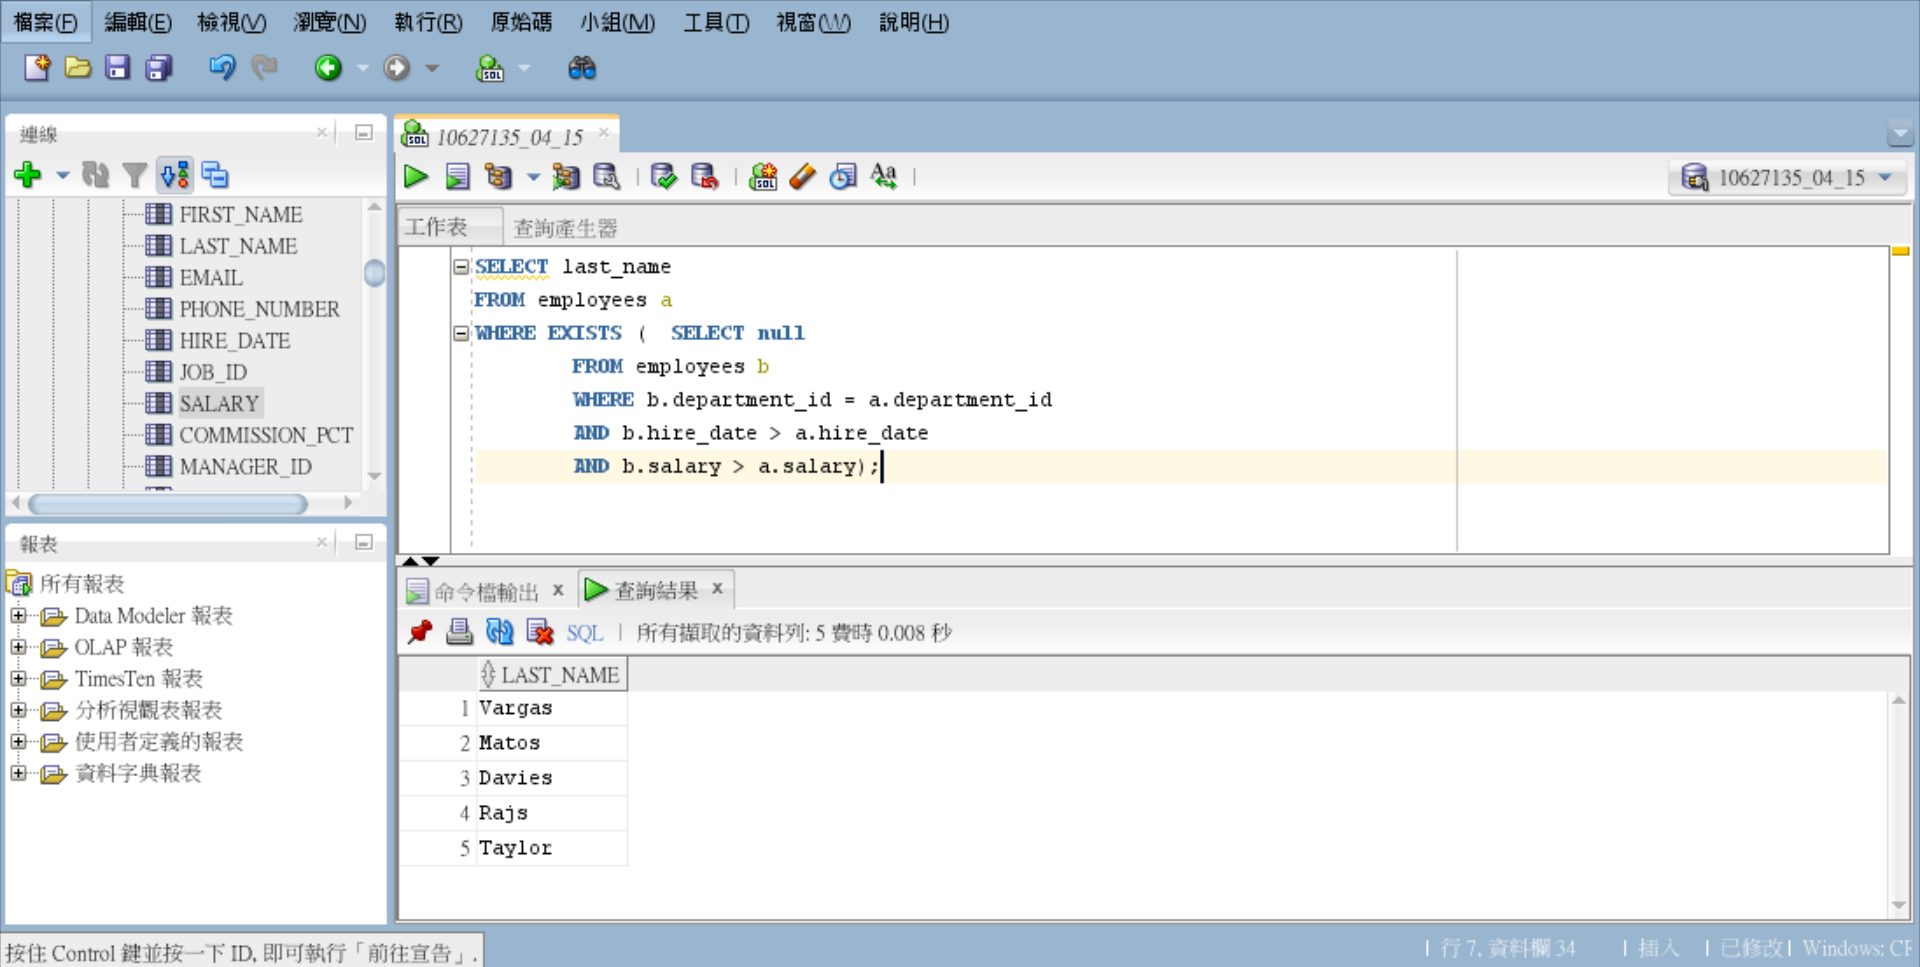 檔案(F) 編輯(E) 檢視(V) 瀏覽(N) 執行(R) 原始碼 小組(M) 工具(T) 視窗(W) 說明(H)
SQL
連線
FIRST_NAME
LAST_NAME
EMAIL
PHONE_NUMBER
HIRE_DATE
JOB_ID
SALARY
COMMISSION_PCT
MANAGER_ID
報表
所有報表
Data Modeler 報表
OLAP 報表
TimesTen 報表
分析視觀表報表
使用者定義的報表
資料字典報表
SQL 10627135_04_15
SQL Aa 10627135_04_15
工作表 查詢產生器
SELECT last_name
FROM employees a
WHERE EXISTS ( SELECT null
FROM employees b
WHERE b.department_id = a.department_id
AND b.hire_date > a.hire_date
AND b.salary > a.salary);
命令檔輸出 x 查詢結果 x
SQL | 所有擷取的資料列: 5 費時 0.008 秒
LAST_NAME
1 Vargas
2 Matos
3 Davies
4 Rajs
5 Taylor
按住 Control 鍵並按一下 ID, 即可執行「前往宣告」.
| 行 7, 資料欄 34 | 插入 | 已修改 | Windows: CF